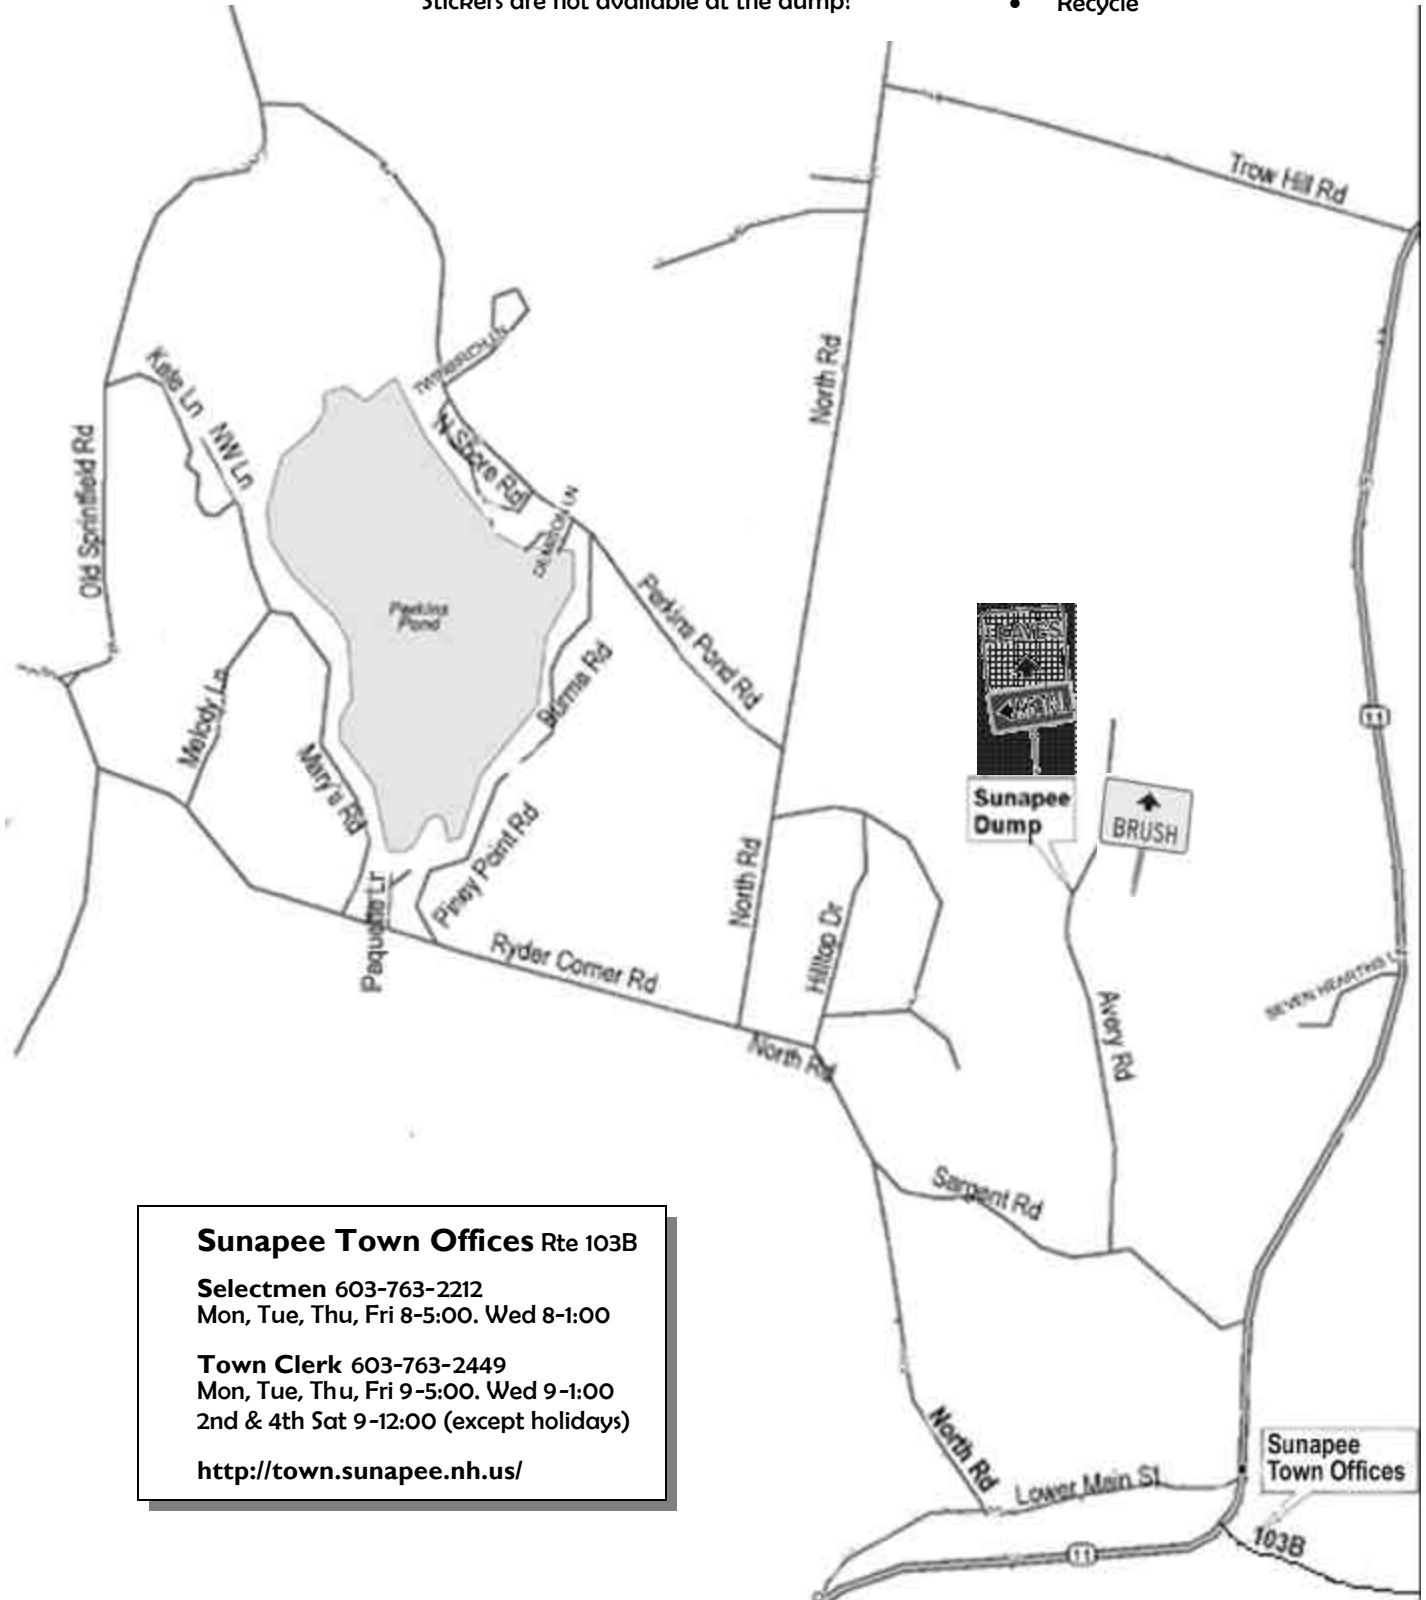 Stickers are not available at the dump!
• Recycle
Trow Hill Rd
North Rd
TWINBIRCH LN
Kate Ln
NW Ln
N Shore Rd
Old Sprintfield Rd
Perkins
Pond
Perkins Pond Rd
Burma Rd
Melody Ln
Mary's Rd
11
Sunapee
Dump
BRUSH
Piney Point Rd
North Rd
Hilltop Dr
Ryder Corner Rd
Avery Rd
North Rd
Sargent Rd
Sunapee Town Offices Rte 103B
Selectmen 603-763-2212
Mon, Tue, Thu, Fri 8-5:00. Wed 8-1:00
Town Clerk 603-763-2449
Mon, Tue, Thu, Fri 9-5:00. Wed 9-1:00
2nd & 4th Sat 9-12:00 (except holidays)
http://town.sunapee.nh.us/
North Rd
Lower Main St
Sunapee
Town Offices
11
103B